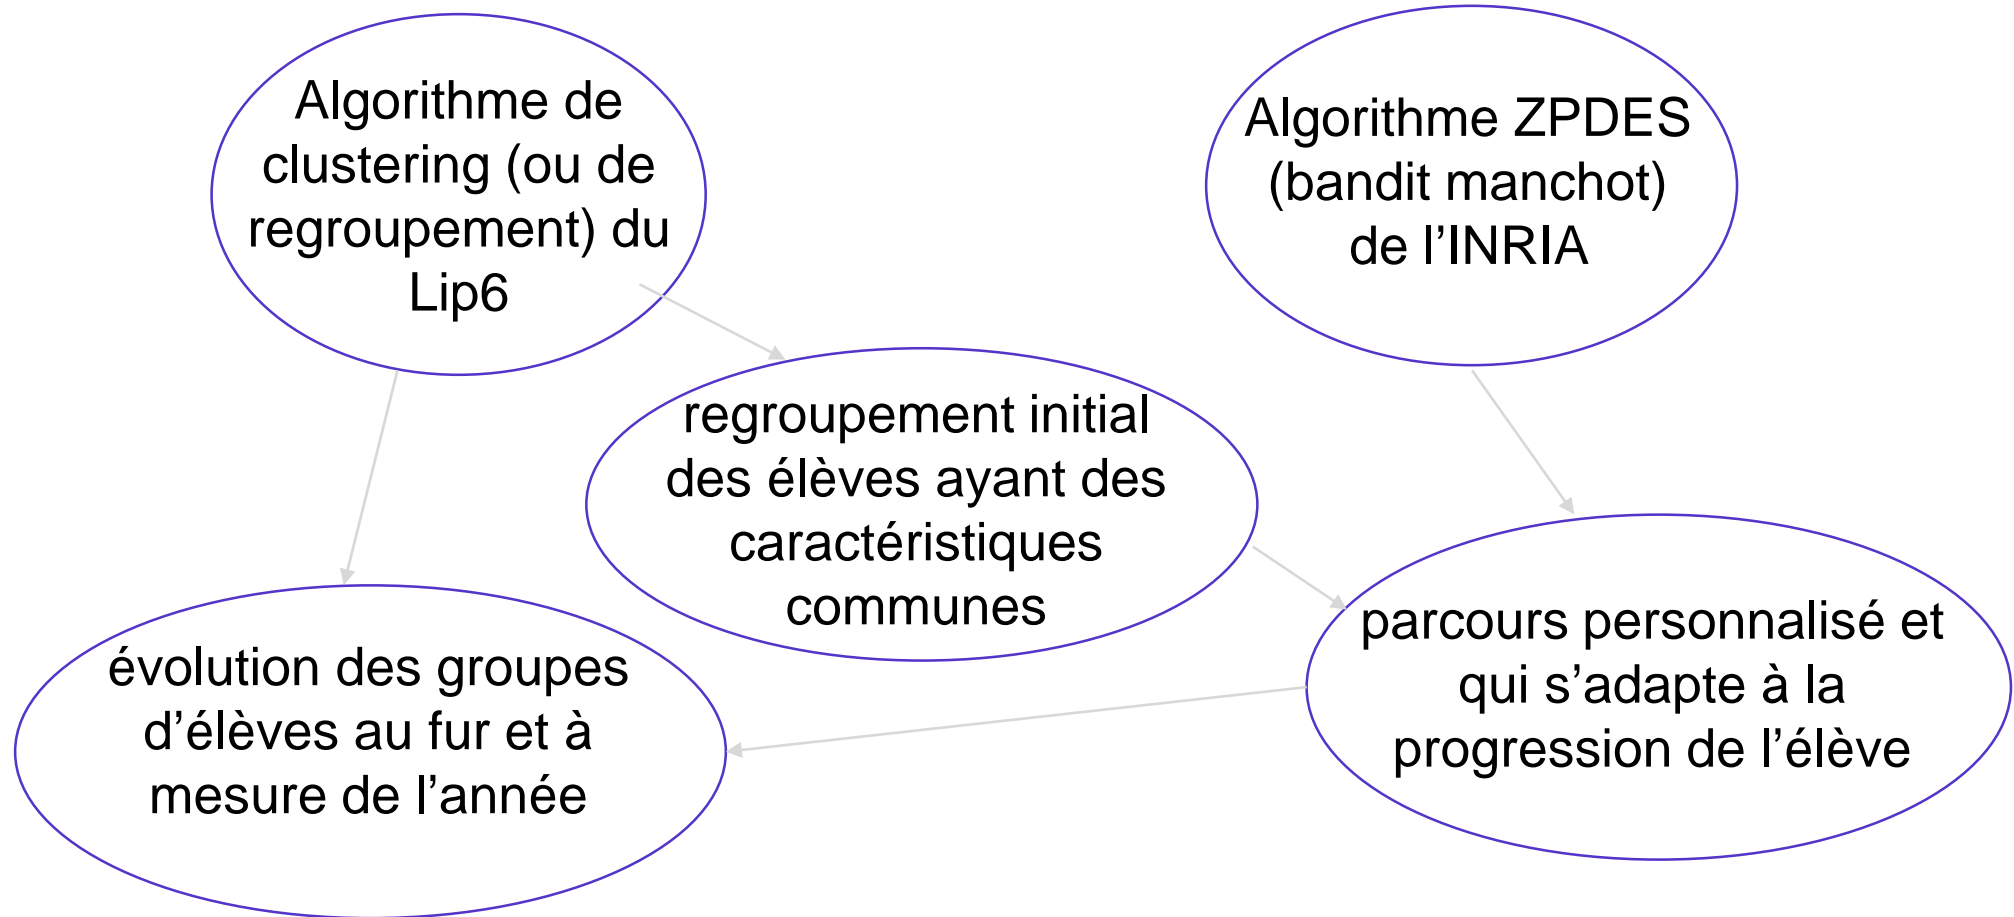 Algorithme de
clustering (ou de
regroupement) du
Lip6
Algorithme ZPDES
(bandit manchot)
de l’INRIA
regroupement initial
des élèves ayant des
caractéristiques
communes
parcours personnalisé et
qui s’adapte à la
progression de l’élève
évolution des groupes
d’élèves au fur et à
mesure de l’année